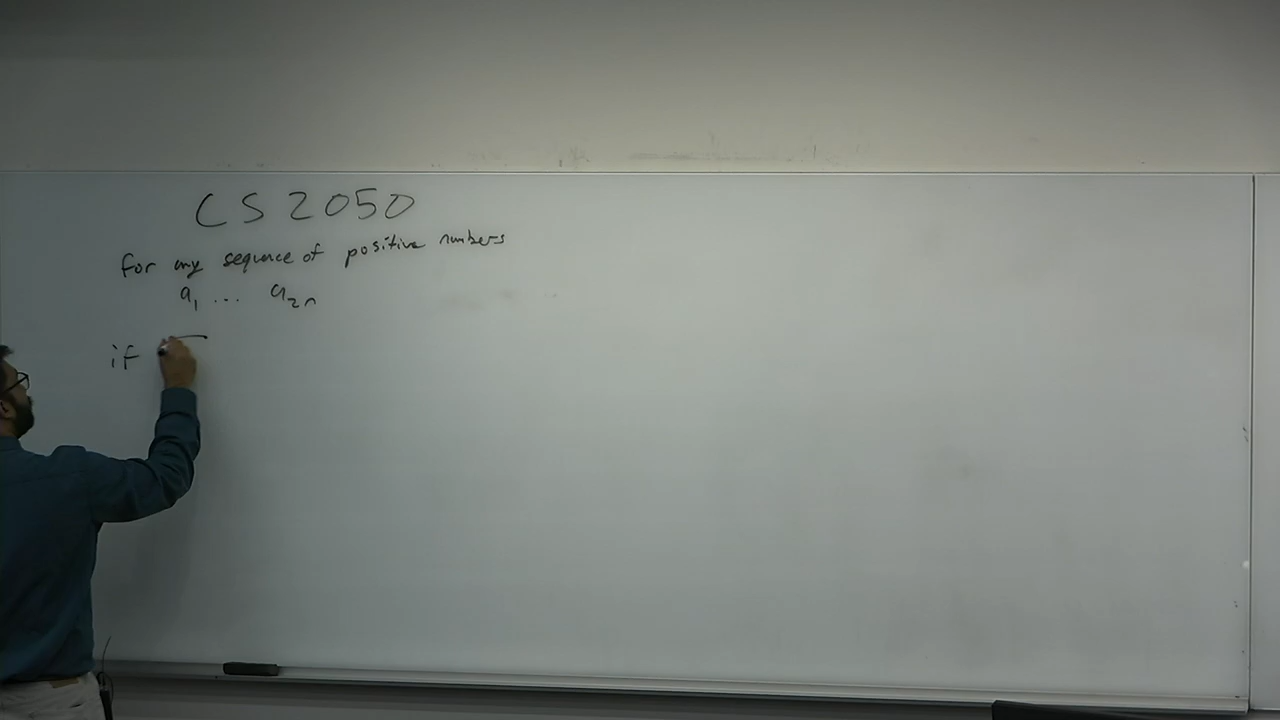 CS 2050
for any sequence of positive numbers
a₁ ... a₂ₙ
if